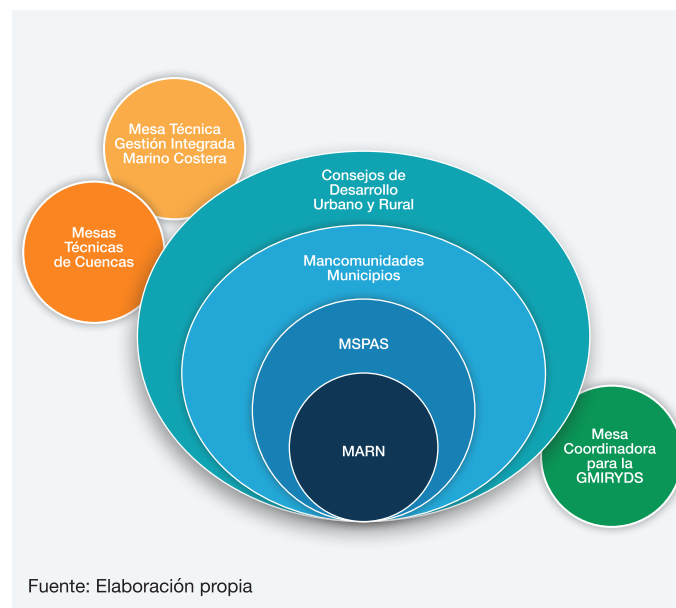 Mesa Técnica
Gestión Integrada
Marino Costera
Mesas
Técnicas
de Cuencas
Consejos de
Desarrollo
Urbano y Rural
Mancomunidades
Municipios
MSPAS
MARN
Mesa
Coordinadora
para la
GMIRYDS
Fuente: Elaboración propia